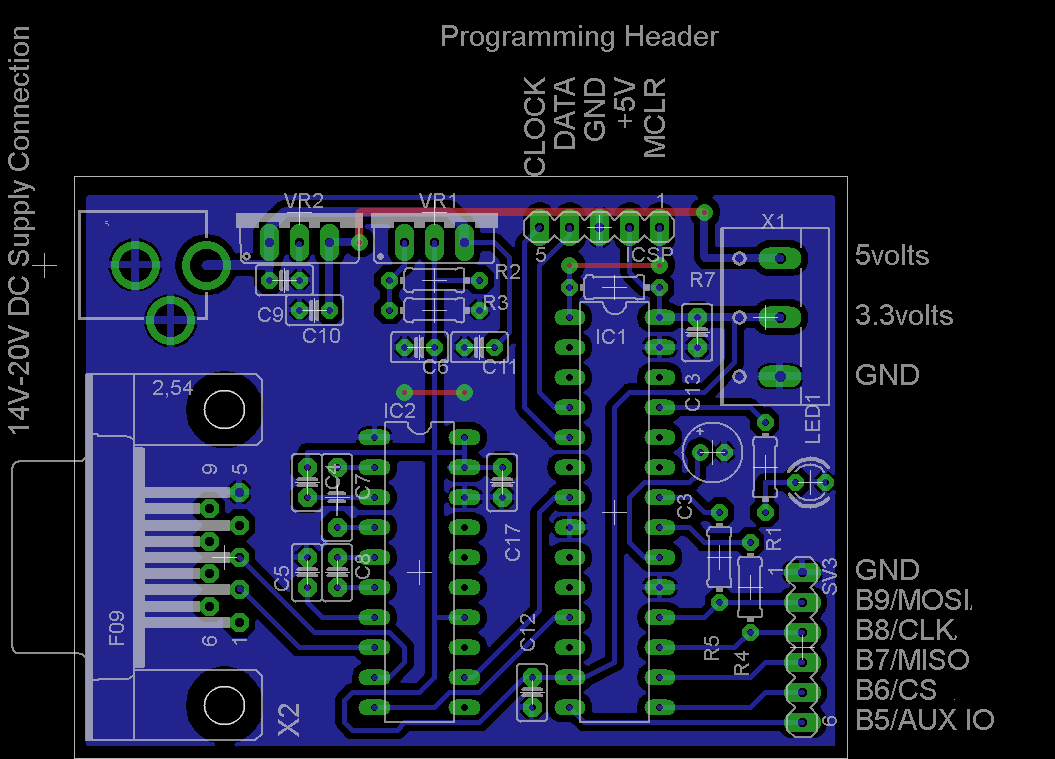 Programming Header
14V-20V DC Supply Connection
CLOCK
DATA
GND
+5V
MCLR
VR2
VR1
1
5
X1
5
ICSP
5volts
R2
R7
R3
C9
3.3volts
C10
IC1
C6
C11
GND
2,54
C13
LED1
IC2
+
9
5
C4
C7
C3
C17
R1
C5
C8
1
SV3
GND
B9/MOSI
F09
6
1
C12
R5
R4
B8/CLK
B7/MISO
B6/CS
X2
6
B5/AUX IO